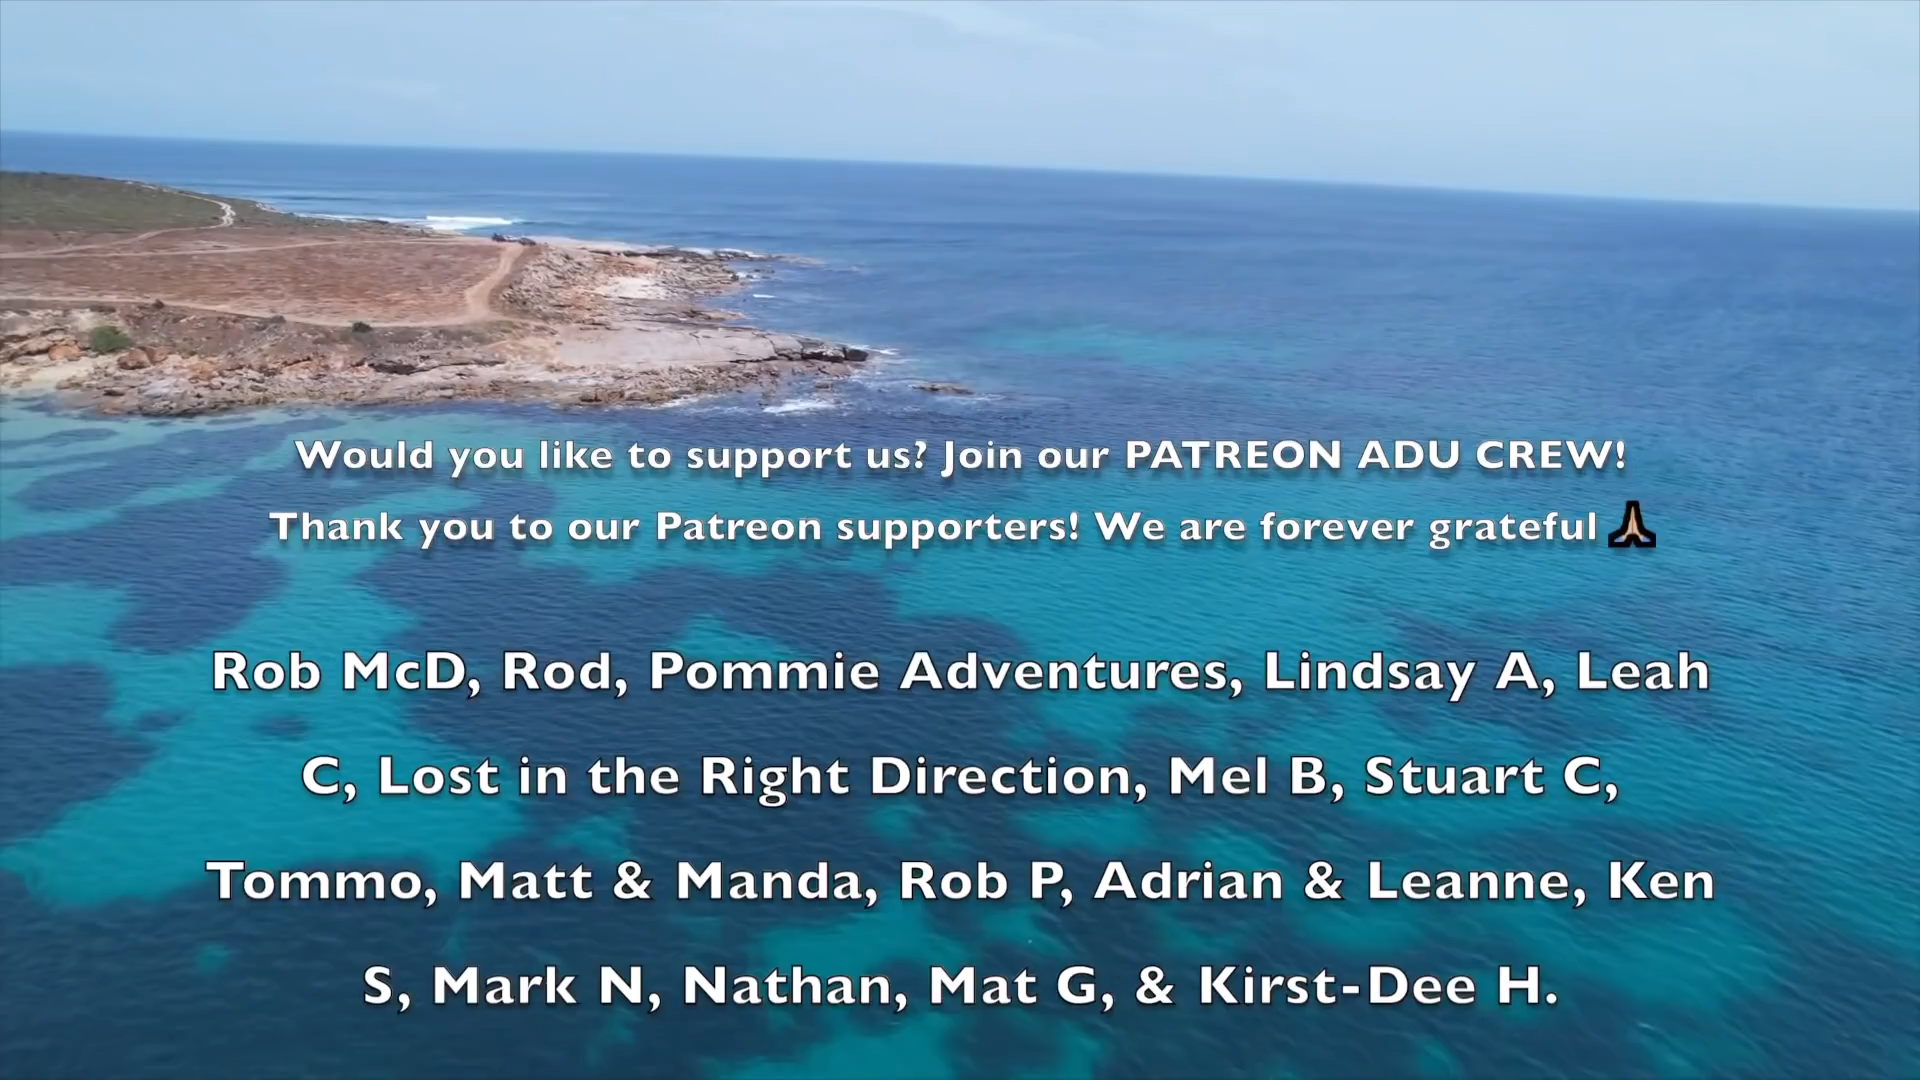 Would you like to support us? Join our PATREON ADU CREW!
Thank you to our Patreon supporters! We are forever grateful 🙏🏼
Rob McD, Rod, Pommie Adventures, Lindsay A, Leah
C, Lost in the Right Direction, Mel B, Stuart C,
Tommo, Matt & Manda, Rob P, Adrian & Leanne, Ken
S, Mark N, Nathan, Mat G, & Kirst-Dee H.